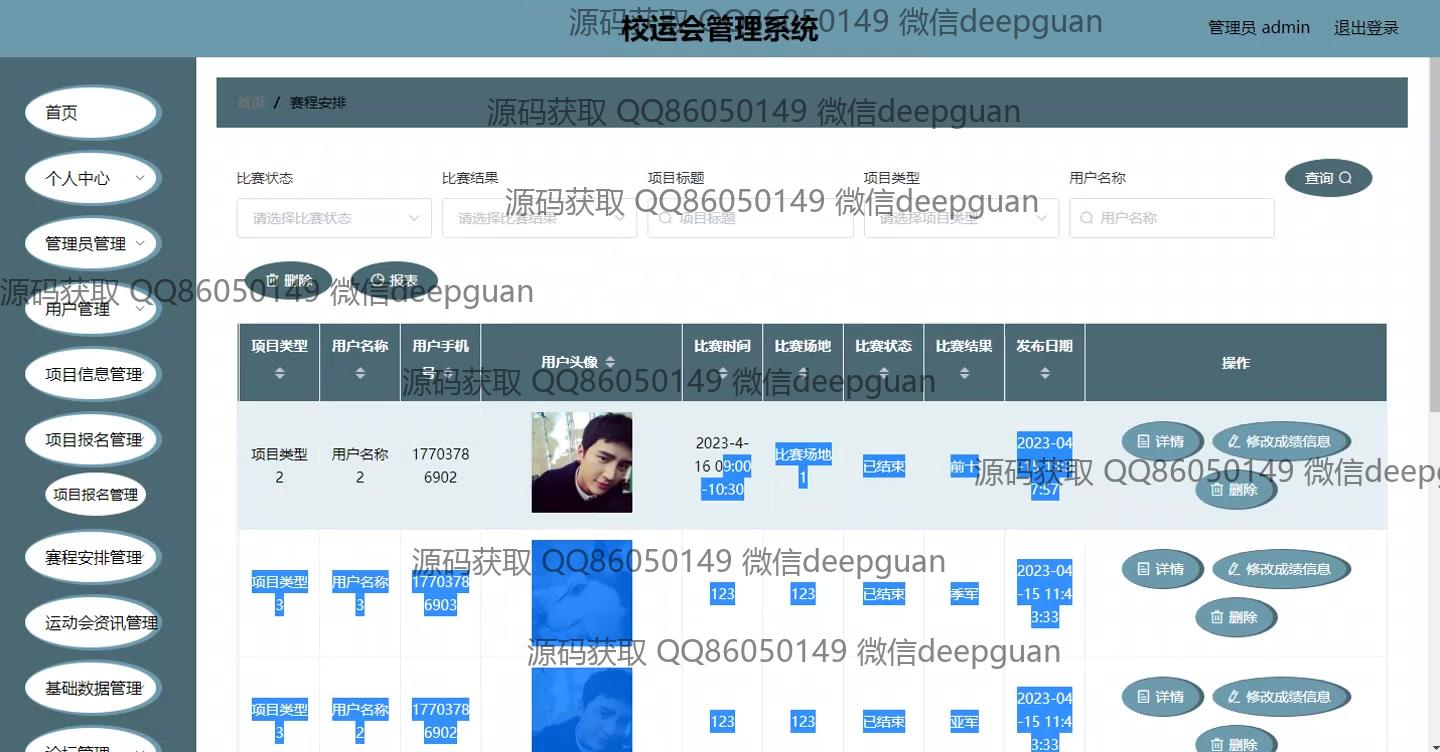 校运会管理系统
管理员 admin
退出登录
源码获取 QQ86050149 微信deepguan
首页
个人中心
管理员管理
用户管理
项目信息管理
项目报名管理
项目报名管理
赛程安排管理
运动会资讯管理
基础数据管理
论坛管理
首页 / 赛程安排
源码获取 QQ86050149 微信deepguan
比赛状态
比赛结果
项目标题
项目类型
用户名称
查询
请选择比赛状态
请选择比赛结果
项目标题
请选择项目类型
用户名称
源码获取 QQ86050149 微信deepguan
删除
报表
源码获取 QQ86050149 微信deepguan
项目类型
用户名称
用户手机
号
用户头像
比赛时间
比赛场地
比赛状态
比赛结果
发布日期
操作
源码获取 QQ86050149 微信deepguan
项目类型
2
用户名称
2
1770378
6902
2023-4-
16 09:00
-10:30
比赛场地
1
已结束
前十
2023-04
7:57
详情
修改成绩信息
删除
源码获取 QQ86050149 微信deepg
项目类型
3
用户名称
3
1770378
6903
123
123
已结束
季军
2023-04
-15 11:4
3:33
详情
修改成绩信息
删除
源码获取 QQ86050149 微信deepguan
项目类型
3
用户名称
2
1770378
6902
123
123
已结束
亚军
2023-04
-15 11:4
3:33
详情
修改成绩信息
删除
源码获取 QQ86050149 微信deepguan